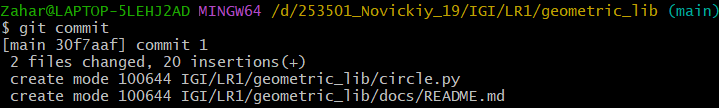 Zahar@LAPTOP-5LEHJ2AD MINGW64 /d/253501_Novickiy_19/IGI/LR1/geometric_lib (main)
$ git commit
[main 30f7aaf] commit 1
 2 files changed, 20 insertions(+)
 create mode 100644 IGI/LR1/geometric_lib/circle.py
 create mode 100644 IGI/LR1/geometric_lib/docs/README.md